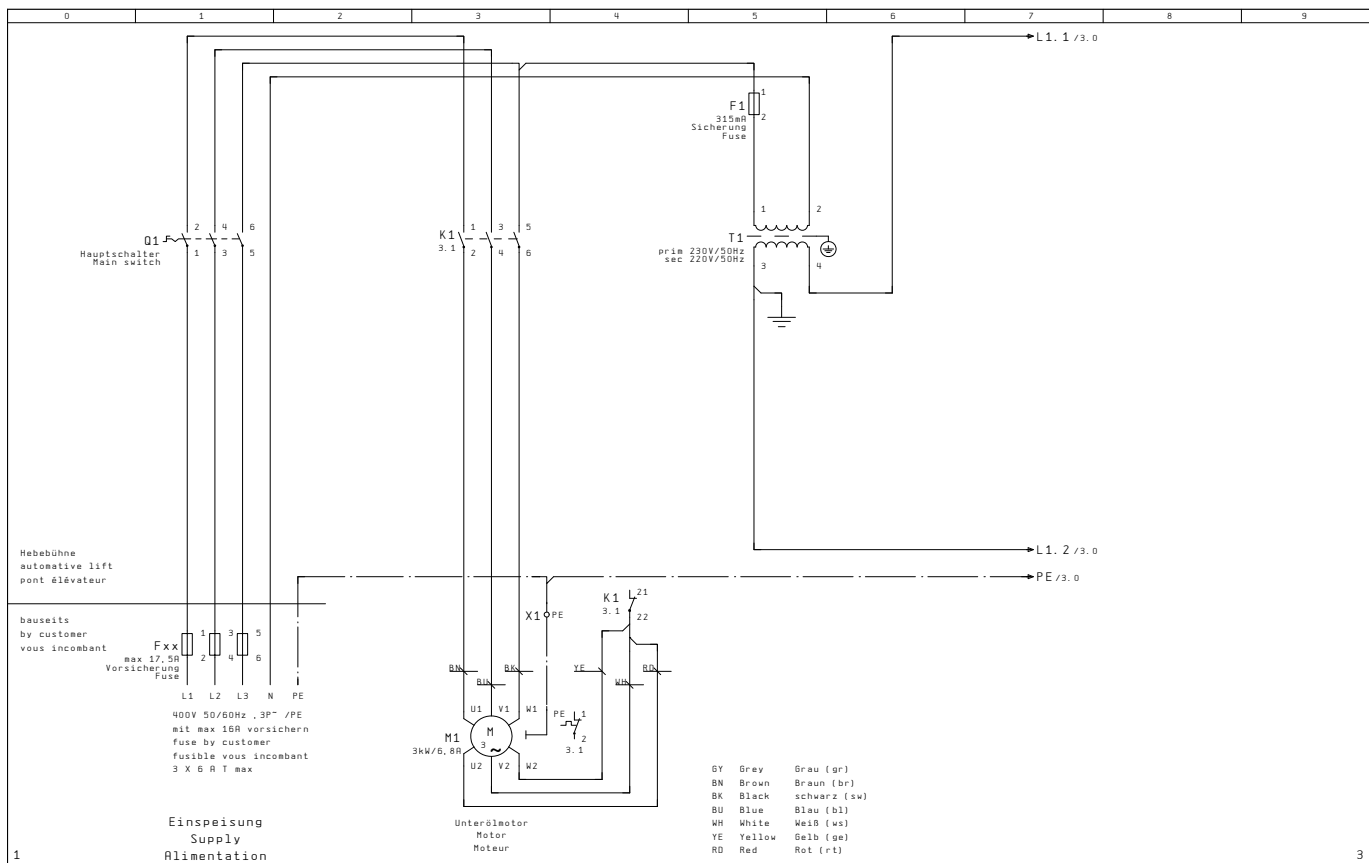 0 1 2 3 4 5 6 7 8 9
L1.1 /3.0
F1
315mA
Sicherung
Fuse
1
2
Q1
Hauptschalter
Main switch
2 4 6
1 3 5
K1
3.1
1 3 5
2 4 6
T1
prim 230V/50Hz
sec 220V/50Hz
1 2
3 4
L1.2 /3.0
PE /3.0
Hebebühne
automative lift
pont élévateur
bauseits
by customer
vous incombant
Fxx
max 17,5A
Vorsicherung
Fuse
1 3 5
2 4 6
L1 L2 L3 N PE
400V 50/60Hz ,3P~ /PE
mit max 16A vorsichern
fuse by customer
fusible vous incombant
3 X 6 A T max
Einspeisung
Supply
Alimentation
X1 PE
K1
3.1
21
22
BN BU BK YE WH RD
U1 V1 W1
M1
3kW/6,8A
M
3
~
U2 V2 W2
PE
1
2
3.1
Unterölmotor
Motor
Moteur
GY Grey Grau (gr)
BN Brown Braun (br)
BK Black schwarz (sw)
BU Blue Blau (bl)
WH White Weiß (ws)
YE Yellow Gelb (ge)
RD Red Rot (rt)
1
3